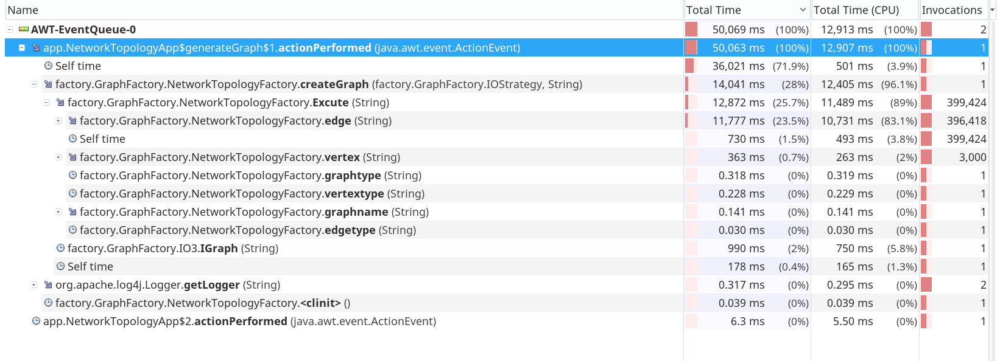 Name Total Time Total Time (CPU) Invocations
AWT-EventQueue-0 50,069 ms (100%) 12,913 ms (100%) 2
app.NetworkTopologyApp$generateGraph$1.actionPerformed (java.awt.event.ActionEvent) 50,063 ms (100%) 12,907 ms (100%) 1
Self time 36,021 ms (71.9%) 501 ms (3.9%) 1
factory.GraphFactory.NetworkTopologyFactory.createGraph (factory.GraphFactory.IOStrategy, String) 14,041 ms (28%) 12,405 ms (96.1%) 1
factory.GraphFactory.NetworkTopologyFactory.Excute (String) 12,872 ms (25.7%) 11,489 ms (89%) 399,424
factory.GraphFactory.NetworkTopologyFactory.edge (String) 11,777 ms (23.5%) 10,731 ms (83.1%) 396,418
Self time 730 ms (1.5%) 493 ms (3.8%) 399,424
factory.GraphFactory.NetworkTopologyFactory.vertex (String) 363 ms (0.7%) 263 ms (2%) 3,000
factory.GraphFactory.NetworkTopologyFactory.graphtype (String) 0.318 ms (0%) 0.319 ms (0%) 1
factory.GraphFactory.NetworkTopologyFactory.vertextype (String) 0.228 ms (0%) 0.229 ms (0%) 1
factory.GraphFactory.NetworkTopologyFactory.graphname (String) 0.141 ms (0%) 0.141 ms (0%) 1
factory.GraphFactory.NetworkTopologyFactory.edgetype (String) 0.030 ms (0%) 0.030 ms (0%) 1
factory.GraphFactory.IO3.IGraph (String) 990 ms (2%) 750 ms (5.8%) 1
Self time 178 ms (0.4%) 165 ms (1.3%) 1
org.apache.log4j.Logger.getLogger (String) 0.317 ms (0%) 0.295 ms (0%) 2
factory.GraphFactory.NetworkTopologyFactory.<clinit> () 0.039 ms (0%) 0.039 ms (0%) 1
app.NetworkTopologyApp$2.actionPerformed (java.awt.event.ActionEvent) 6.3 ms (0%) 5.50 ms (0%) 1